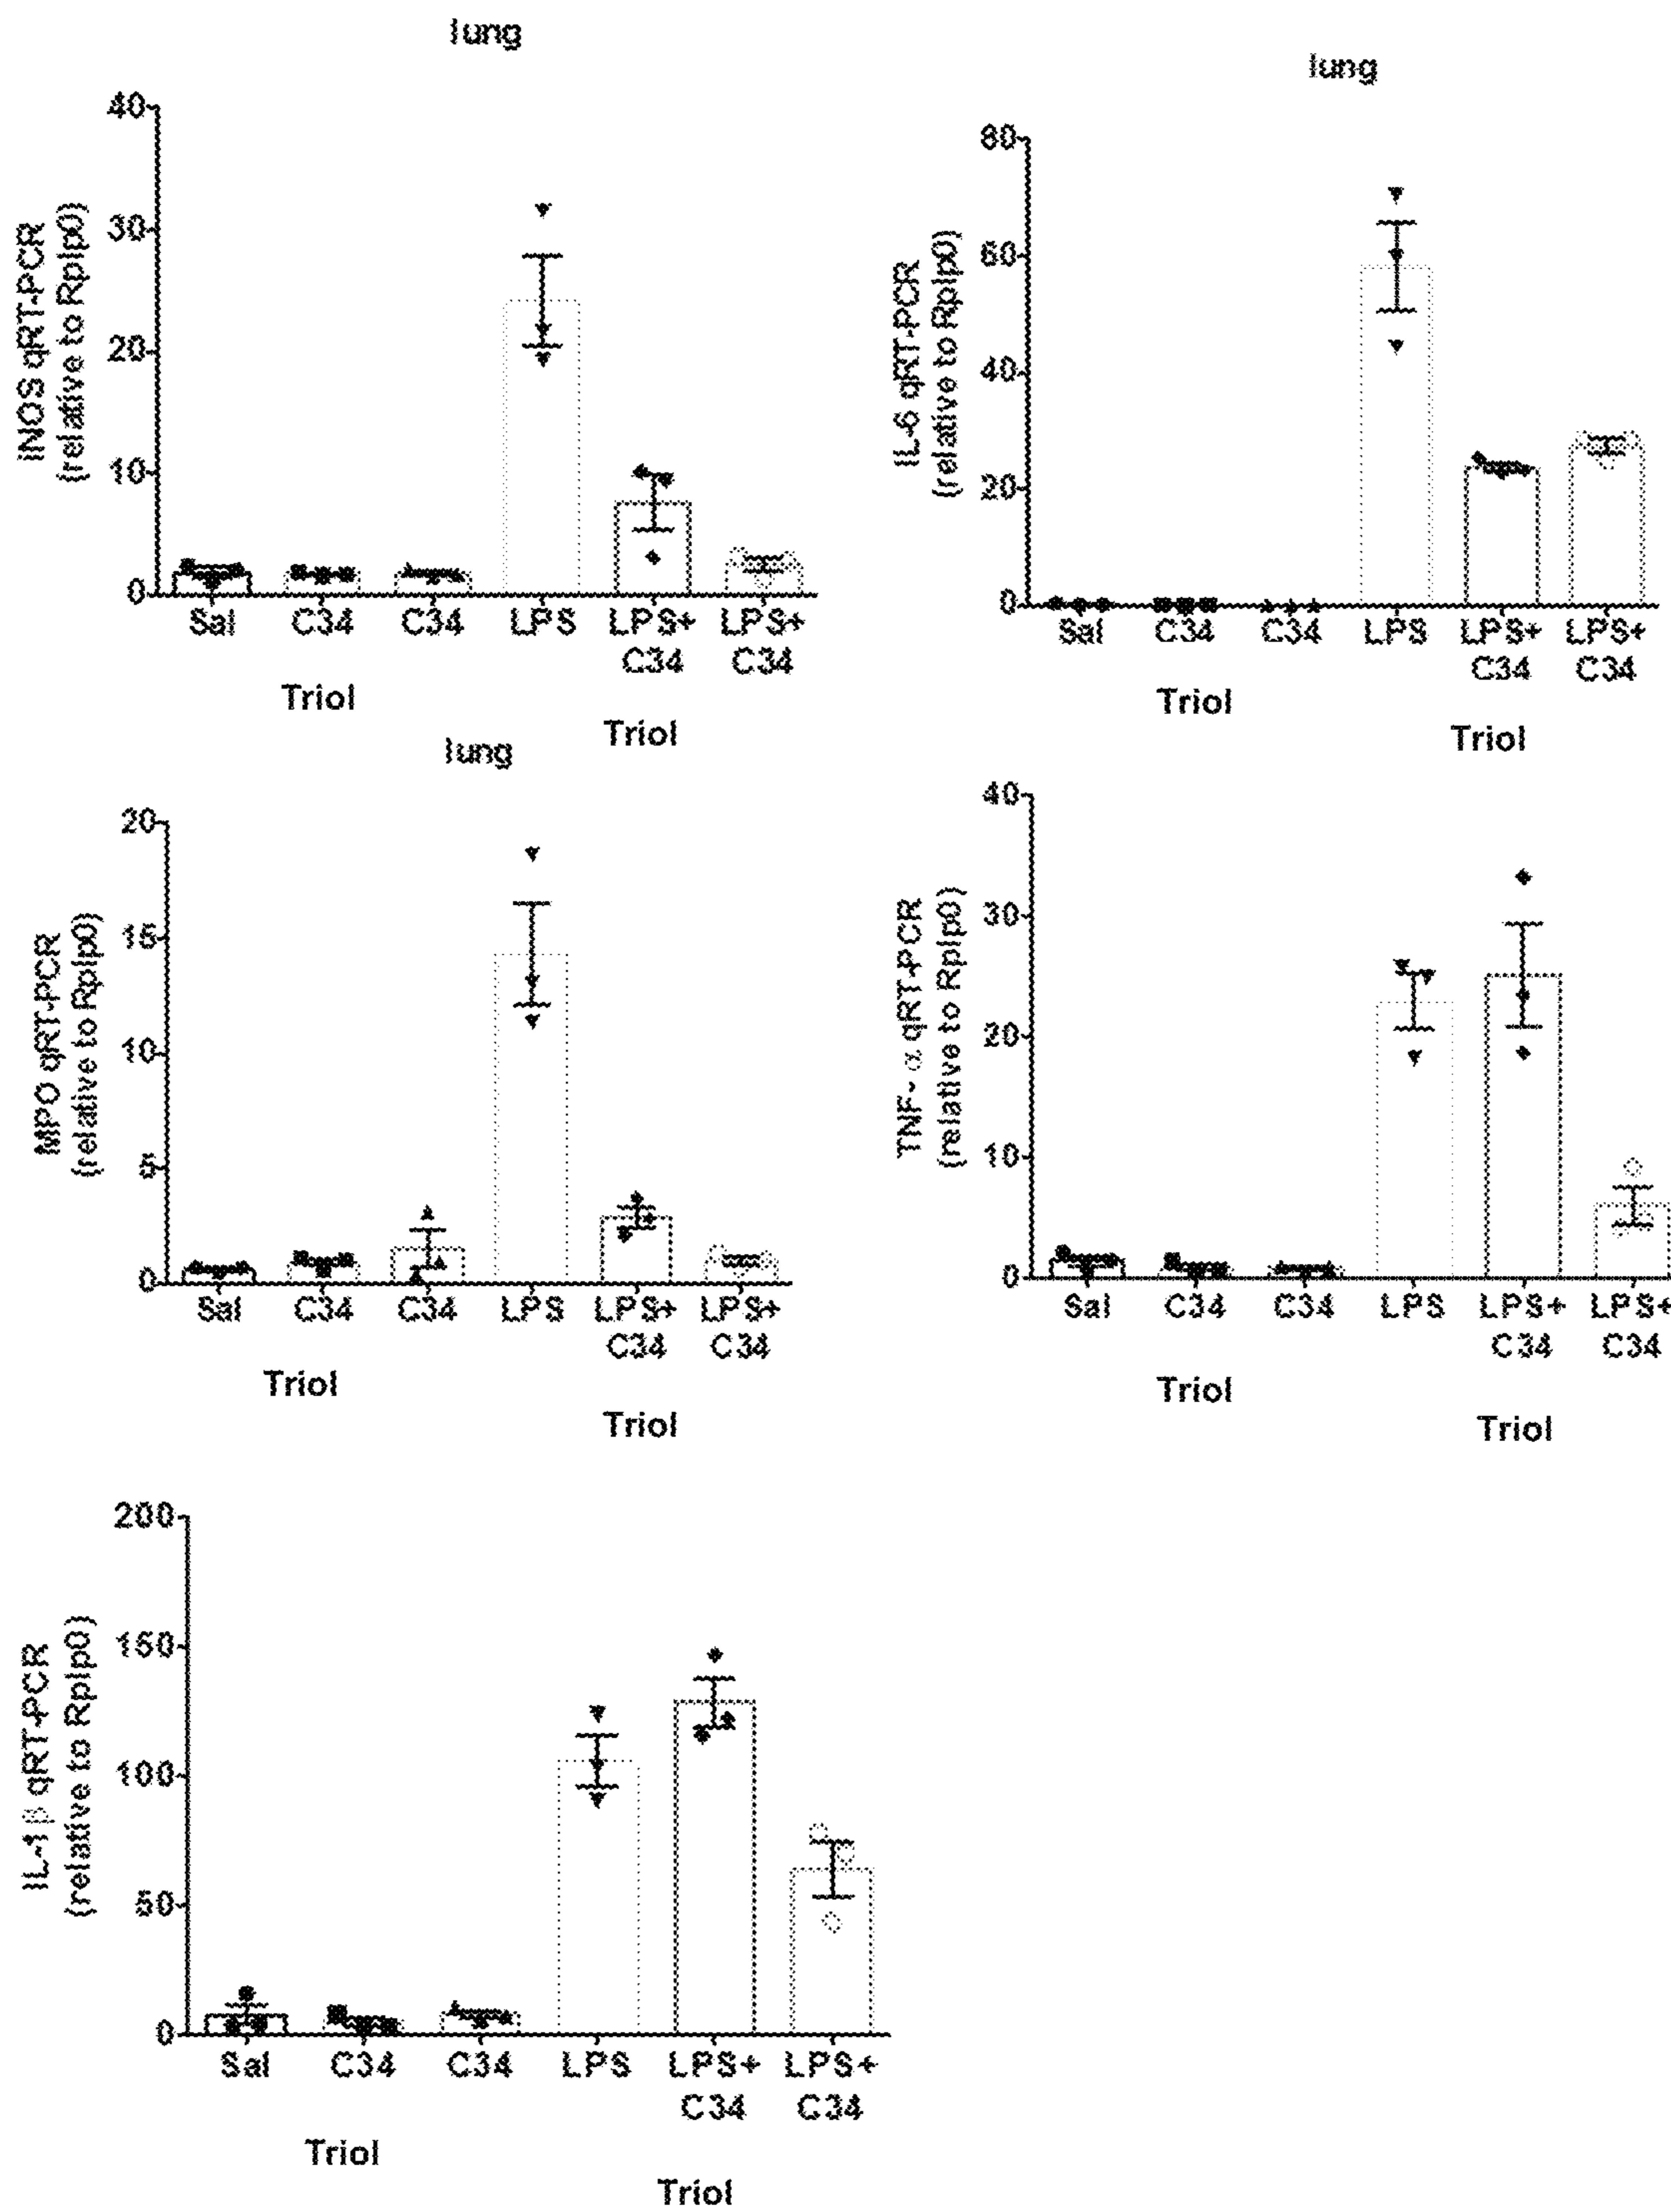 lung
40
30
20
10
0
iNOS qRT-PCR
(relative to Rplp0)
Sal C34 C34 LPS LPS+ LPS+
C34 C34
Triol
Triol
lung
80
60
40
20
0
IL-6 qRT-PCR
(relative to Rplp0)
Sal C34 C34 LPS LPS+ LPS+
C34 C34
Triol
Triol
lung
20
15
10
5
0
MPO qRT-PCR
(relative to Rplp0)
Sal C34 C34 LPS LPS+ LPS+
C34 C34
Triol
Triol
40
30
20
10
0
TNF- α qRT-PCR
(relative to Rplp0)
Sal C34 C34 LPS LPS+ LPS+
C34 C34
Triol
Triol
200
150
100
50
0
IL-1β qRT-PCR
(relative to Rplp0)
Sal C34 C34 LPS LPS+ LPS+
C34 C34
Triol
Triol